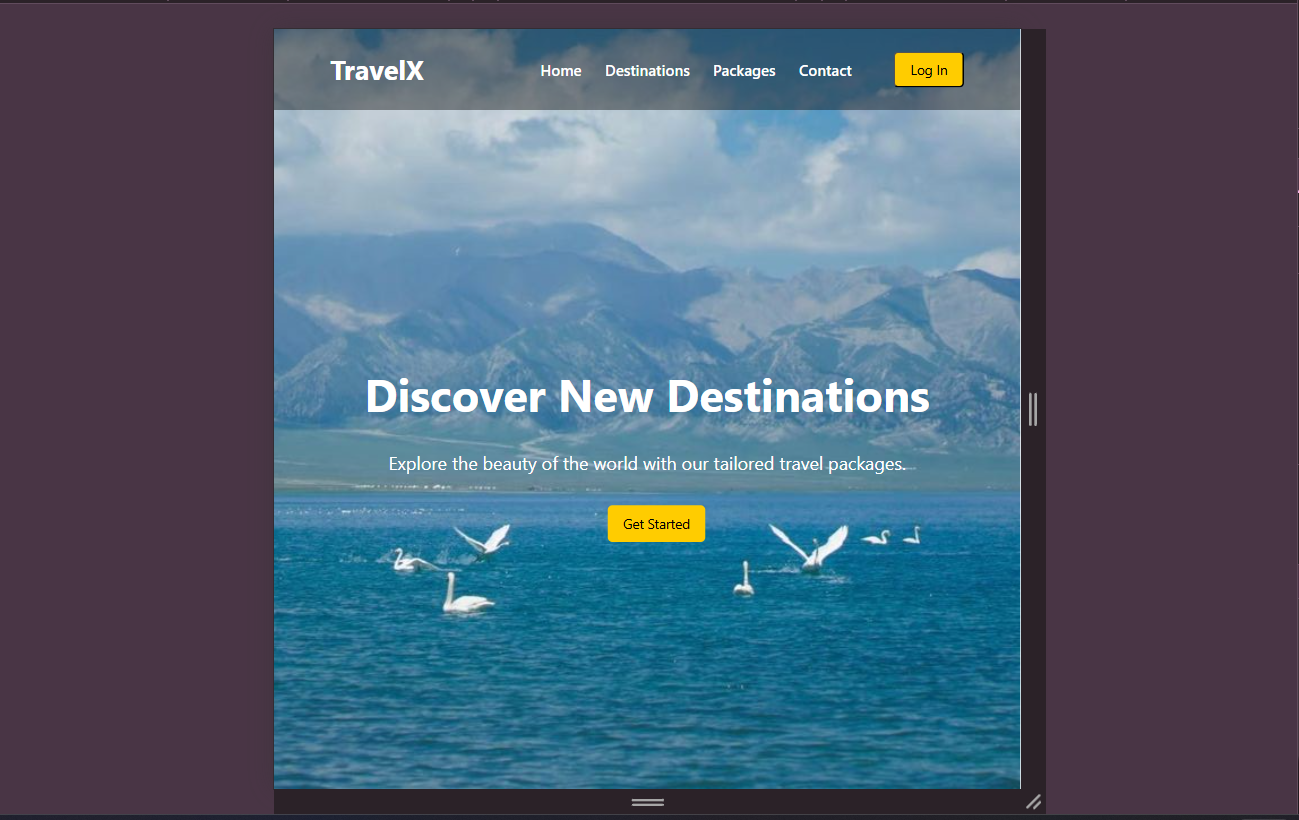 TravelX
Home Destinations Packages Contact Log In
Discover New Destinations
Explore the beauty of the world with our tailored travel packages.
Get Started